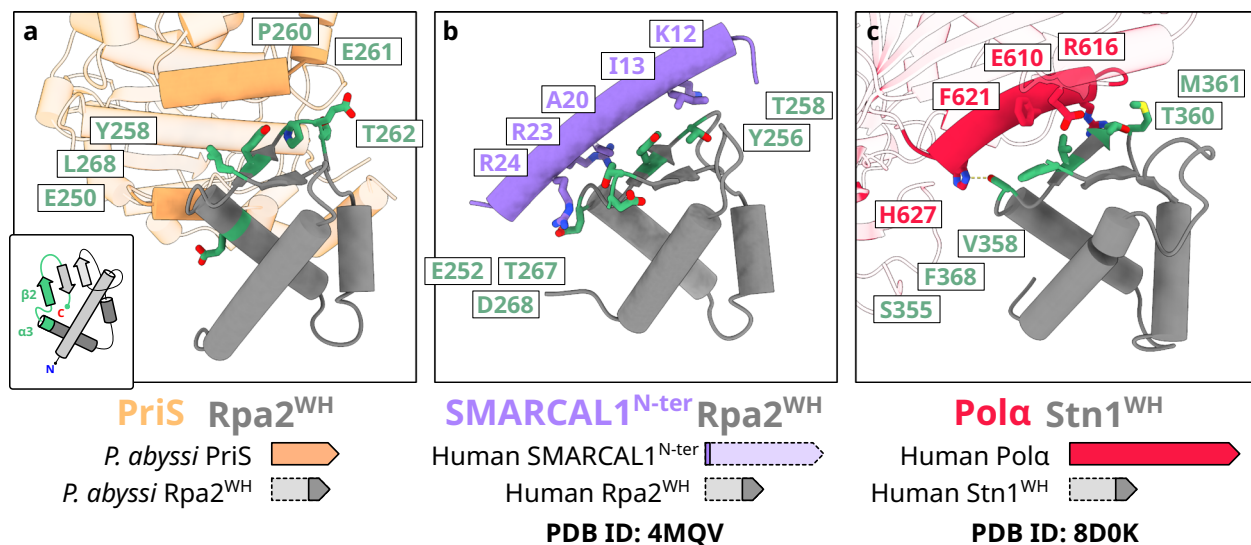 a
P260
E261
Y258
T262
L268
E250
β2
α3
C
N
PriS Rpa2WH
P. abyssi PriS
P. abyssi Rpa2WH
b
K12
I13
A20
T258
R23
Y256
R24
E252 T267
D268
SMARCAL1N-ter Rpa2WH
Human SMARCAL1N-ter
Human Rpa2WH
PDB ID: 4MQV
c
E610 R616
F621
M361
T360
H627
V358
F368
S355
Polα Stn1WH
Human Polα
Human Stn1WH
PDB ID: 8D0K